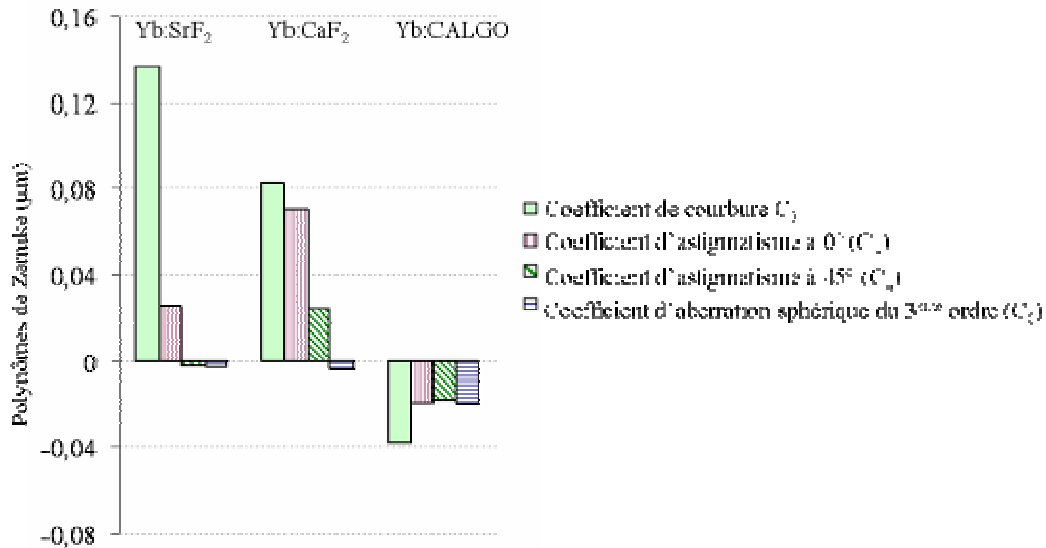 0,16
Yb:SrF₂ Yb:CaF₂ Yb:CALGO
0,12
0,08
0,04
0
-0,04
-0,08
Polynômes de Zernike (µm)
Coefficient de courbure
Coefficient d'astigmatisme à 0°
Coefficient d'astigmatisme à 45°
Coefficient d'aberration sphérique du 3ème ordre